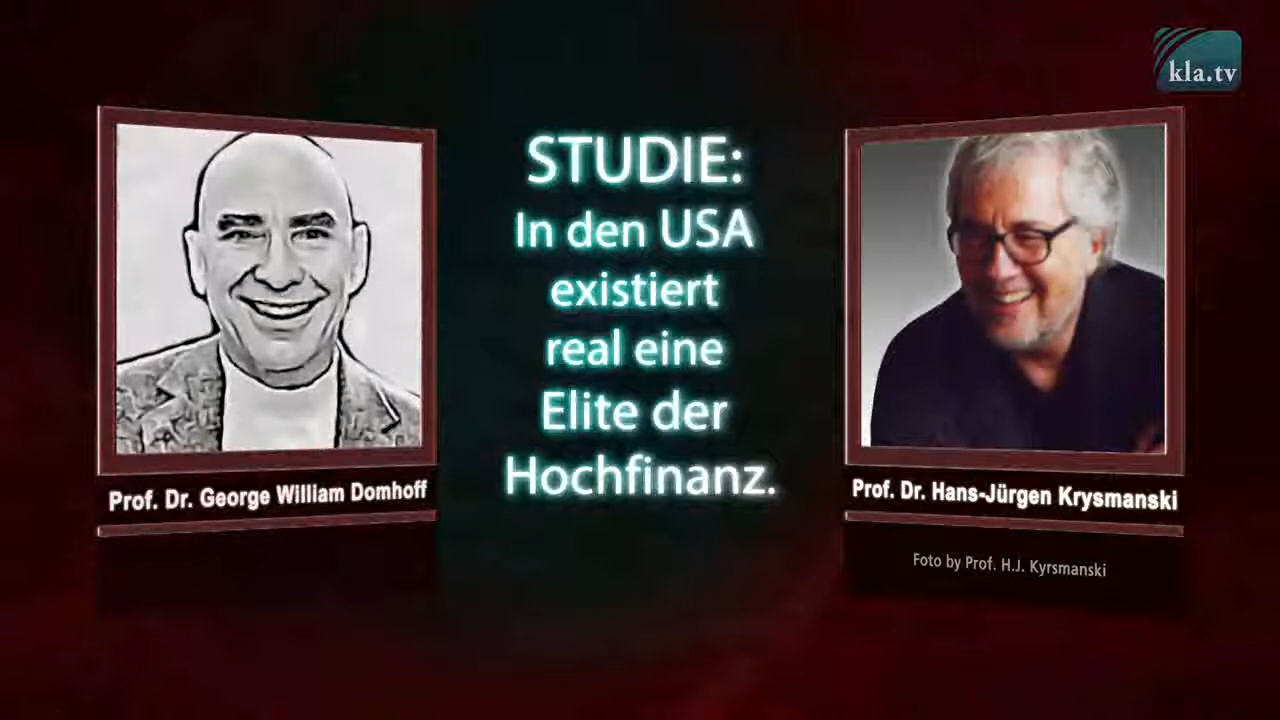 kla.tv
STUDIE:
In den USA
existiert
real eine
Elite der
Hochfinanz.
Prof. Dr. George William Domhoff
Prof. Dr. Hans-Jürgen Krysmanski
Foto by Prof. H.J. Kyrsmanski